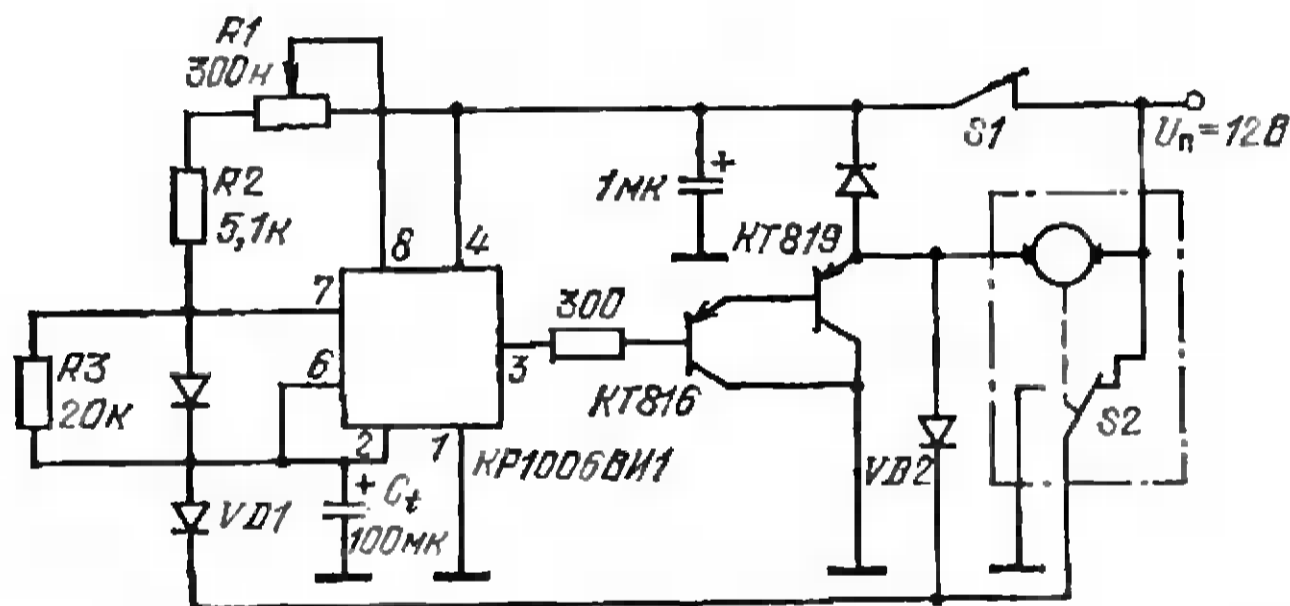 R1
300к
R2
5,1к
R3
20к
VD1
7
6
8
4
2
1
3
+
Ct
100мк
КР1006ВИ1
300
КТ816
КТ819
1мк
+
S1
Uп=12В
VD2
S2